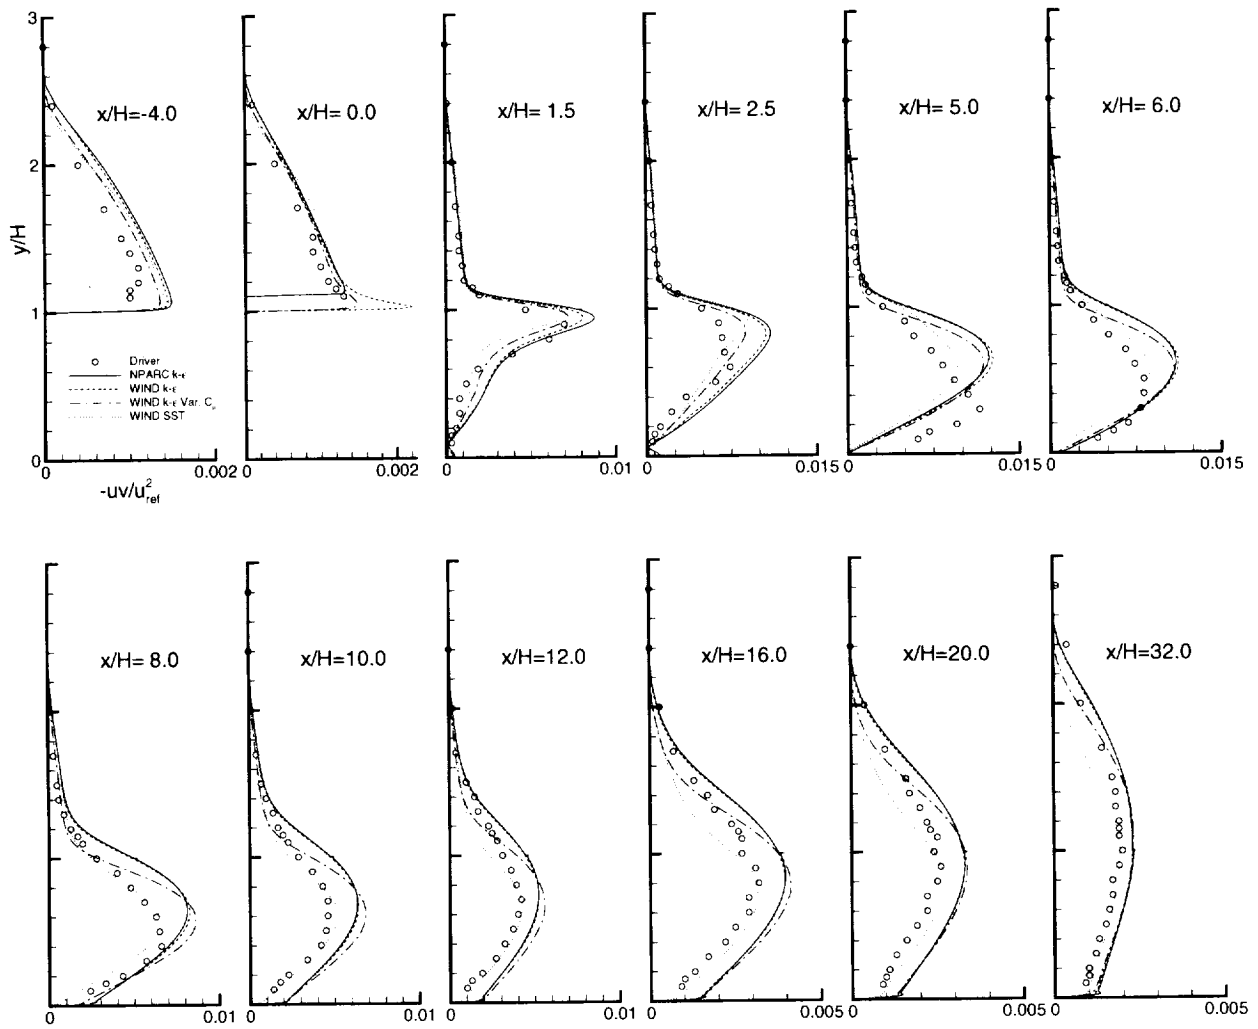 3
2
1
0
y/H
x/H=-4.0
x/H= 0.0
x/H= 1.5
x/H= 2.5
x/H= 5.0
x/H= 6.0
Driver
NPARC k-ε
WIND k-ε
WIND k-ε Var. Cμ
WIND SST
0 0.002
0 0.002
0 0.01
0 0.015
0 0.015
0 0.015
-uv/u²ref
x/H= 8.0
x/H=10.0
x/H=12.0
x/H=16.0
x/H=20.0
x/H=32.0
0 0.01
0 0.01
0 0.01
0 0.005
0 0.005
0 0.005